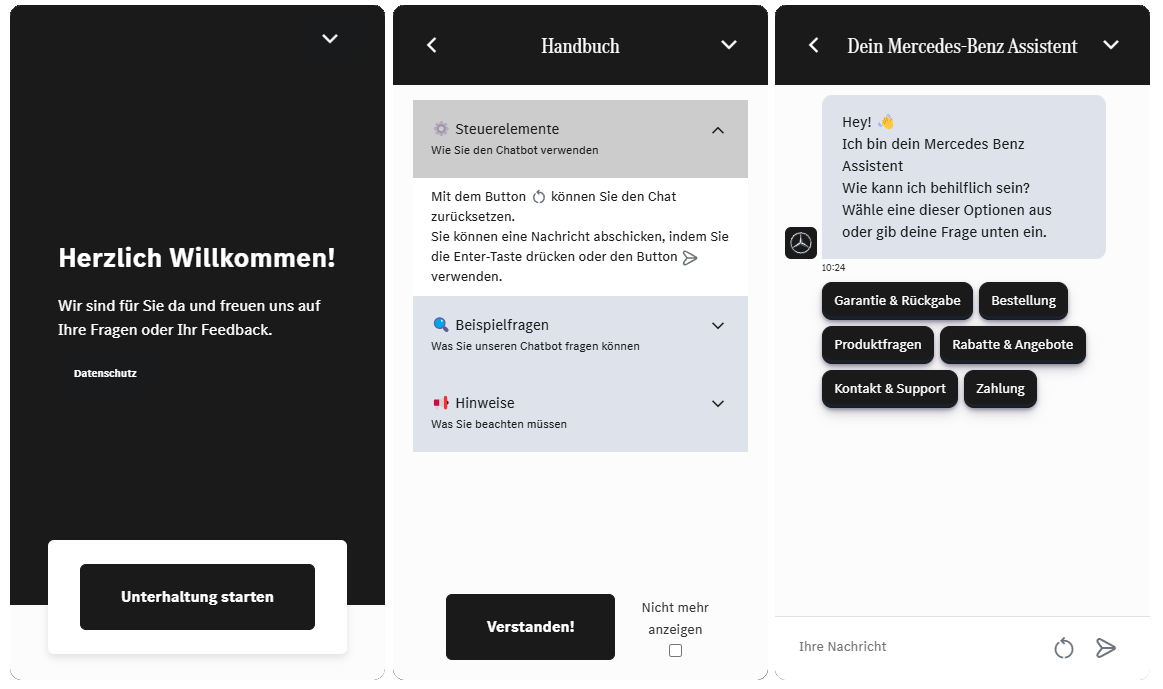 Herzlich Willkommen!
Wir sind für Sie da und freuen uns auf
Ihre Fragen oder Ihr Feedback.
Datenschutz
Unterhaltung starten
Handbuch
Steuerelemente
Wie Sie den Chatbot verwenden
Mit dem Button können Sie den Chat
zurücksetzen.
Sie können eine Nachricht abschicken, indem Sie
die Enter-Taste drücken oder den Button
verwenden.
Beispielfragen
Was Sie unseren Chatbot fragen können
Hinweise
Was Sie beachten müssen
Verstanden!
Nicht mehr
anzeigen
Dein Mercedes-Benz Assistent
Hey! 👋
Ich bin dein Mercedes Benz
Assistent
Wie kann ich behilflich sein?
Wähle eine dieser Optionen aus
oder gib deine Frage unten ein.
10:24
Garantie & Rückgabe Bestellung
Produktfragen Rabatte & Angebote
Kontakt & Support Zahlung
Ihre Nachricht